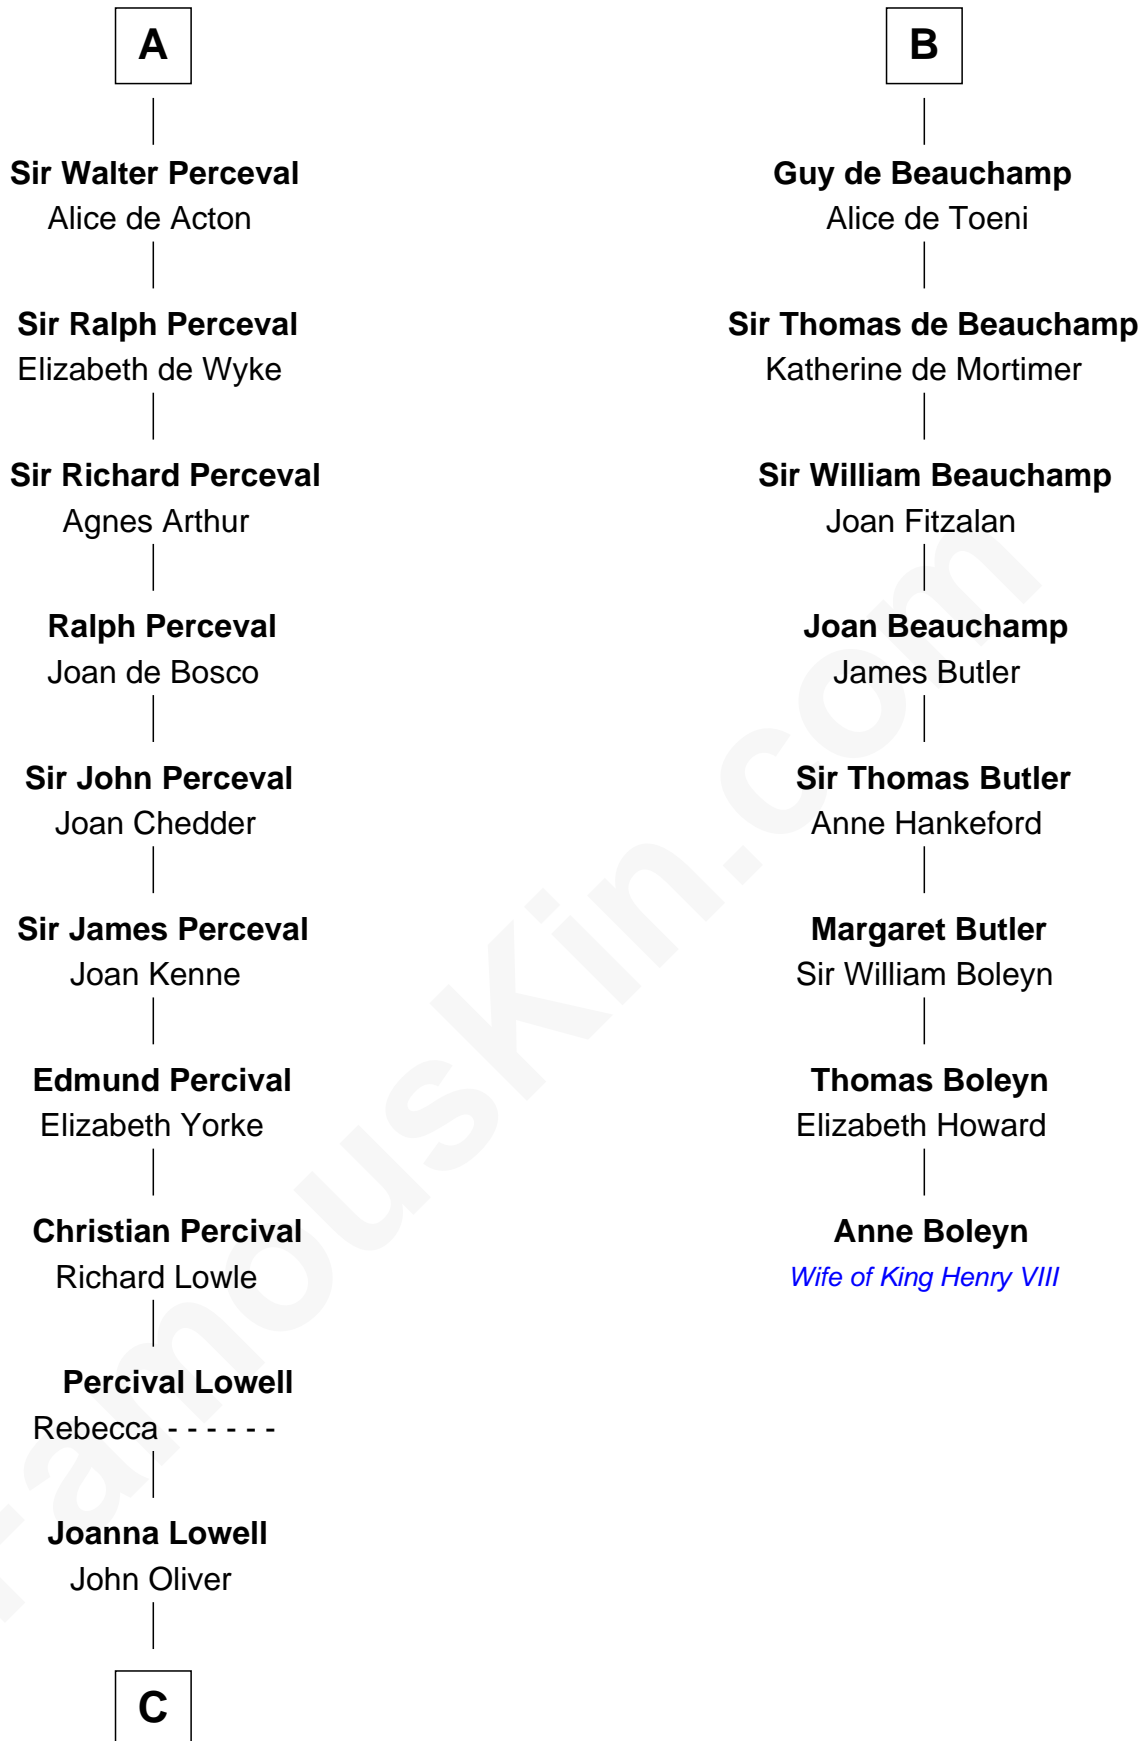 A
Sir Walter Perceval
Alice de Acton
Sir Ralph Perceval
Elizabeth de Wyke
Sir Richard Perceval
Agnes Arthur
Ralph Perceval
Joan de Bosco
Sir John Perceval
Joan Chedder
Sir James Perceval
Joan Kenne
Edmund Percival
Elizabeth Yorke
Christian Percival
Richard Lowle
Percival Lowell
Rebecca - - - - - -
Joanna Lowell
John Oliver
C
B
Guy de Beauchamp
Alice de Toeni
Sir Thomas de Beauchamp
Katherine de Mortimer
Sir William Beauchamp
Joan Fitzalan
Joan Beauchamp
James Butler
Sir Thomas Butler
Anne Hankeford
Margaret Butler
Sir William Boleyn
Thomas Boleyn
Elizabeth Howard
Anne Boleyn
Wife of King Henry VIII
FamousKin.com